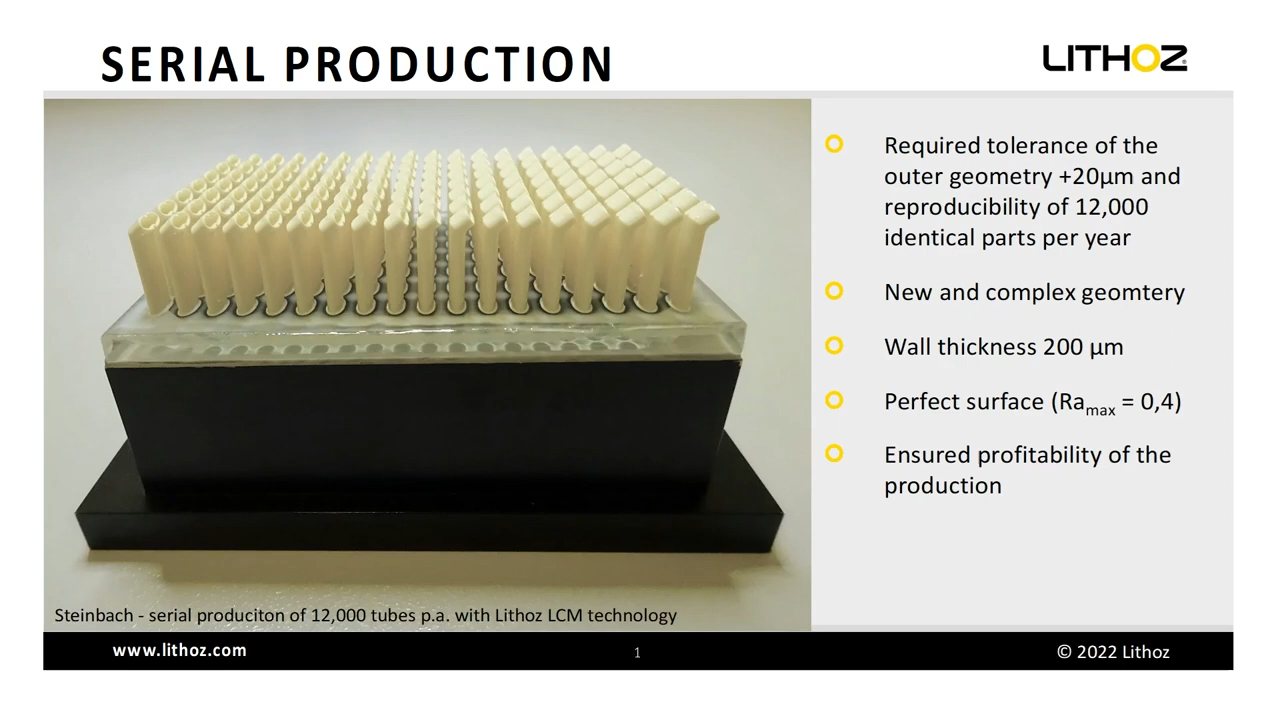 SERIAL PRODUCTION
LITHOZ®
Required tolerance of the
outer geometry +20µm and
reproducibility of 12,000
identical parts per year
New and complex geomtery
Wall thickness 200 µm
Perfect surface (Ramax = 0,4)
Ensured profitability of the
production
Steinbach - serial produciton of 12,000 tubes p.a. with Lithoz LCM technology
www.lithoz.com
1
© 2022 Lithoz